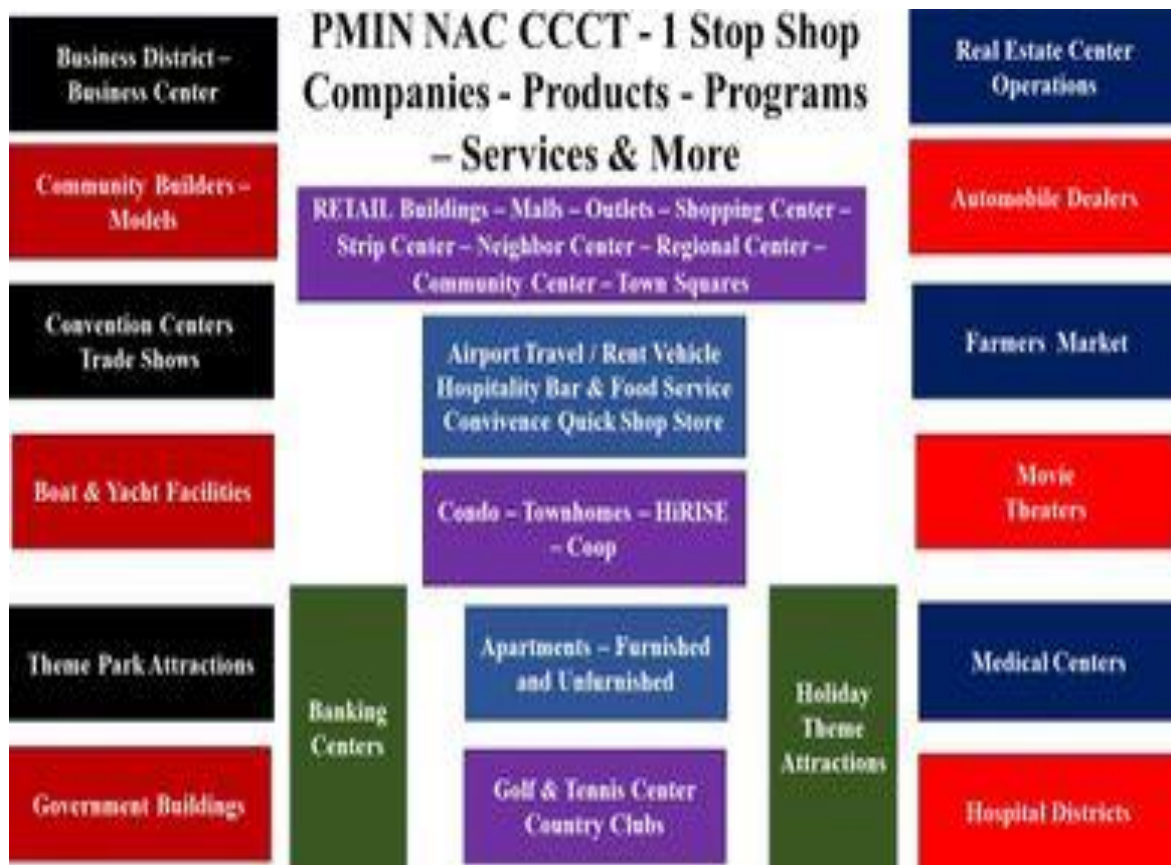 PMIN NAC CCCT - 1 Stop Shop
Companies - Products - Programs
– Services & More
Business District –
Business Center
Real Estate Center
Operations
Community Builders –
Models
RETAIL Buildings – Malls – Outlets – Shopping Center –
Strip Center – Neighbor Center – Regional Center –
Community Center – Town Squares
Automobile Dealers
Convention Centers
Trade Shows
Airport Travel / Rent Vehicle
Hospitality Bar & Food Service
Convivence Quick Shop Store
Farmers Market
Boat & Yacht Facilities
Condo – Townhomes – HiRISE
– Coop
Movie
Theaters
Theme Park Attractions
Banking
Centers
Apartments – Furnished
and Unfurnished
Holiday
Theme
Attractions
Medical Centers
Government Buildings
Golf & Tennis Center
Country Clubs
Hospital Districts